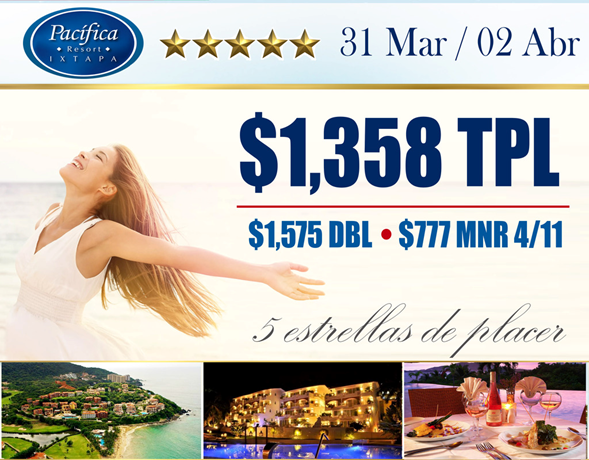 Pacífica
Resort
IXTAPA
31 Mar / 02 Abr
$1,358 TPL
$1,575 DBL • $777 MNR 4/11
5 estrellas de placer